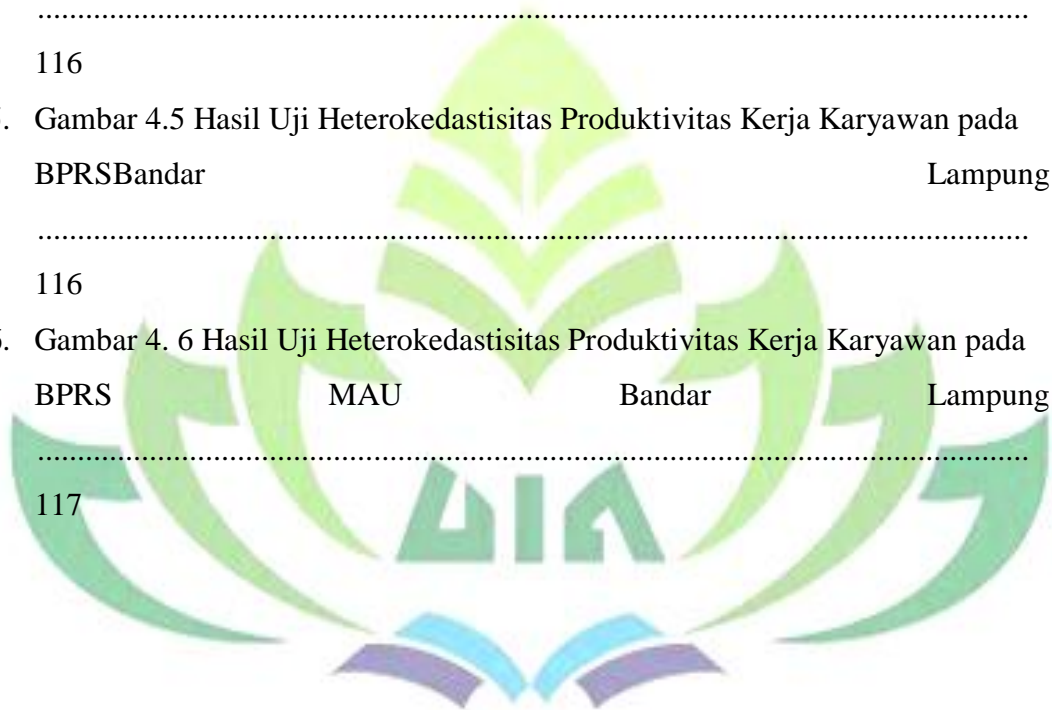 ........................................................................................................................
116
. Gambar 4.5 Hasil Uji Heterokedastisitas Produktivitas Kerja Karyawan pada
BPRSBandar Lampung
........................................................................................................................
116
. Gambar 4. 6 Hasil Uji Heterokedastisitas Produktivitas Kerja Karyawan pada
BPRS MAU Bandar Lampung
........................................................................................................................
117